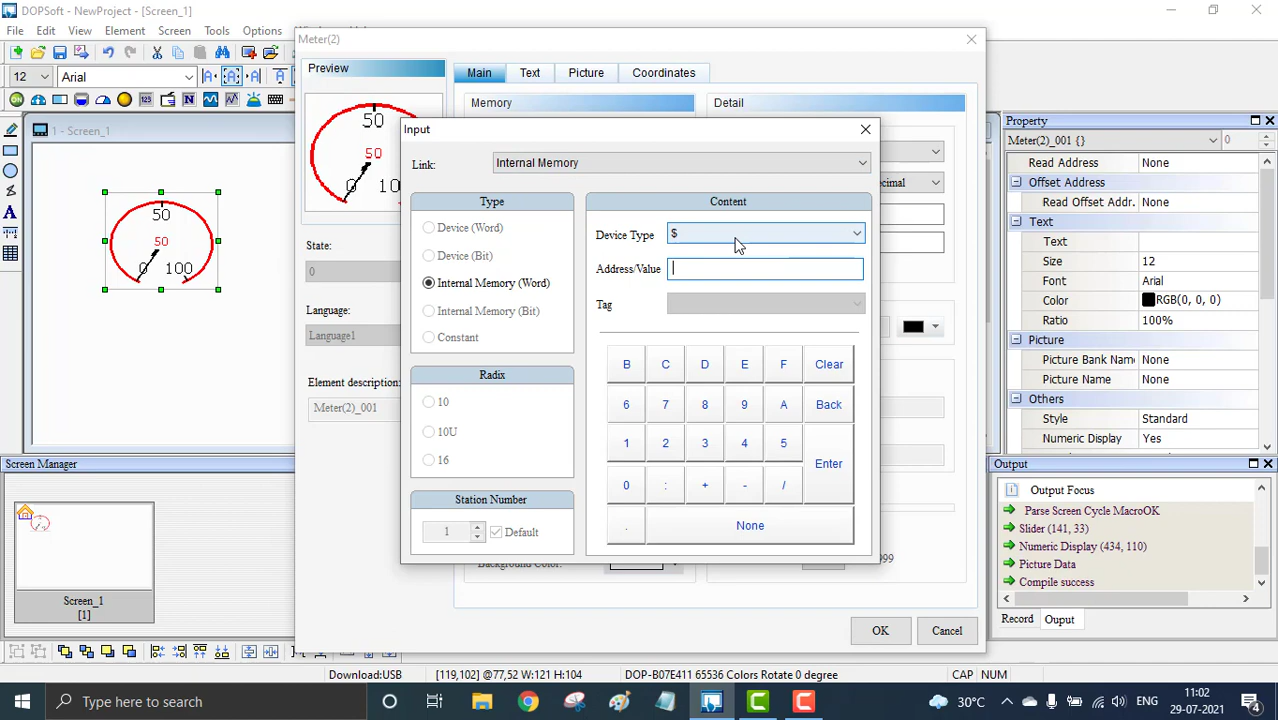 DOPSoft - NewProject - [Screen_1]
File Edit View Element Screen Tools Options
12 Arial
1 - Screen_1
50
50
0 100
Screen Manager
Screen_1
[1]
Meter(2)
Preview
50
50
0 10
State:
0
Language:
Language1
Element description:
Meter(2)_001
Main Text Picture Coordinates
Memory
Detail
ecimal
999
Background Color:
OK Cancel
Input
Link: Internal Memory
Type
Device (Word)
Device (Bit)
Internal Memory (Word)
Internal Memory (Bit)
Constant
Radix
10
10U
16
Station Number
1 Default
Content
Device Type $
Address/Value
Tag
B C D E F Clear
6 7 8 9 A Back
1 2 3 4 5 Enter
0 : + - /
. None
Property
Meter(2)_001 {} 0
Read Address None
Offset Address
Read Offset Addr. None
Text
Text
Size 12
Font Arial
Color RGB(0, 0, 0)
Ratio 100%
Picture
Picture Bank Name None
Picture Name None
Others
Style Standard
Numeric Display Yes
Output
Output Focus
Parse Screen Cycle MacroOK
Slider (141, 33)
Numeric Display (434, 110)
Picture Data
Compile success
Record Ouput
Download:USB [119,102] @77,52 W:121 H:104 DOP-B07E411 65536 Colors Rotate 0 degree CAP NUM
Type here to search
30°C ENG 11:02
29-07-2021 4